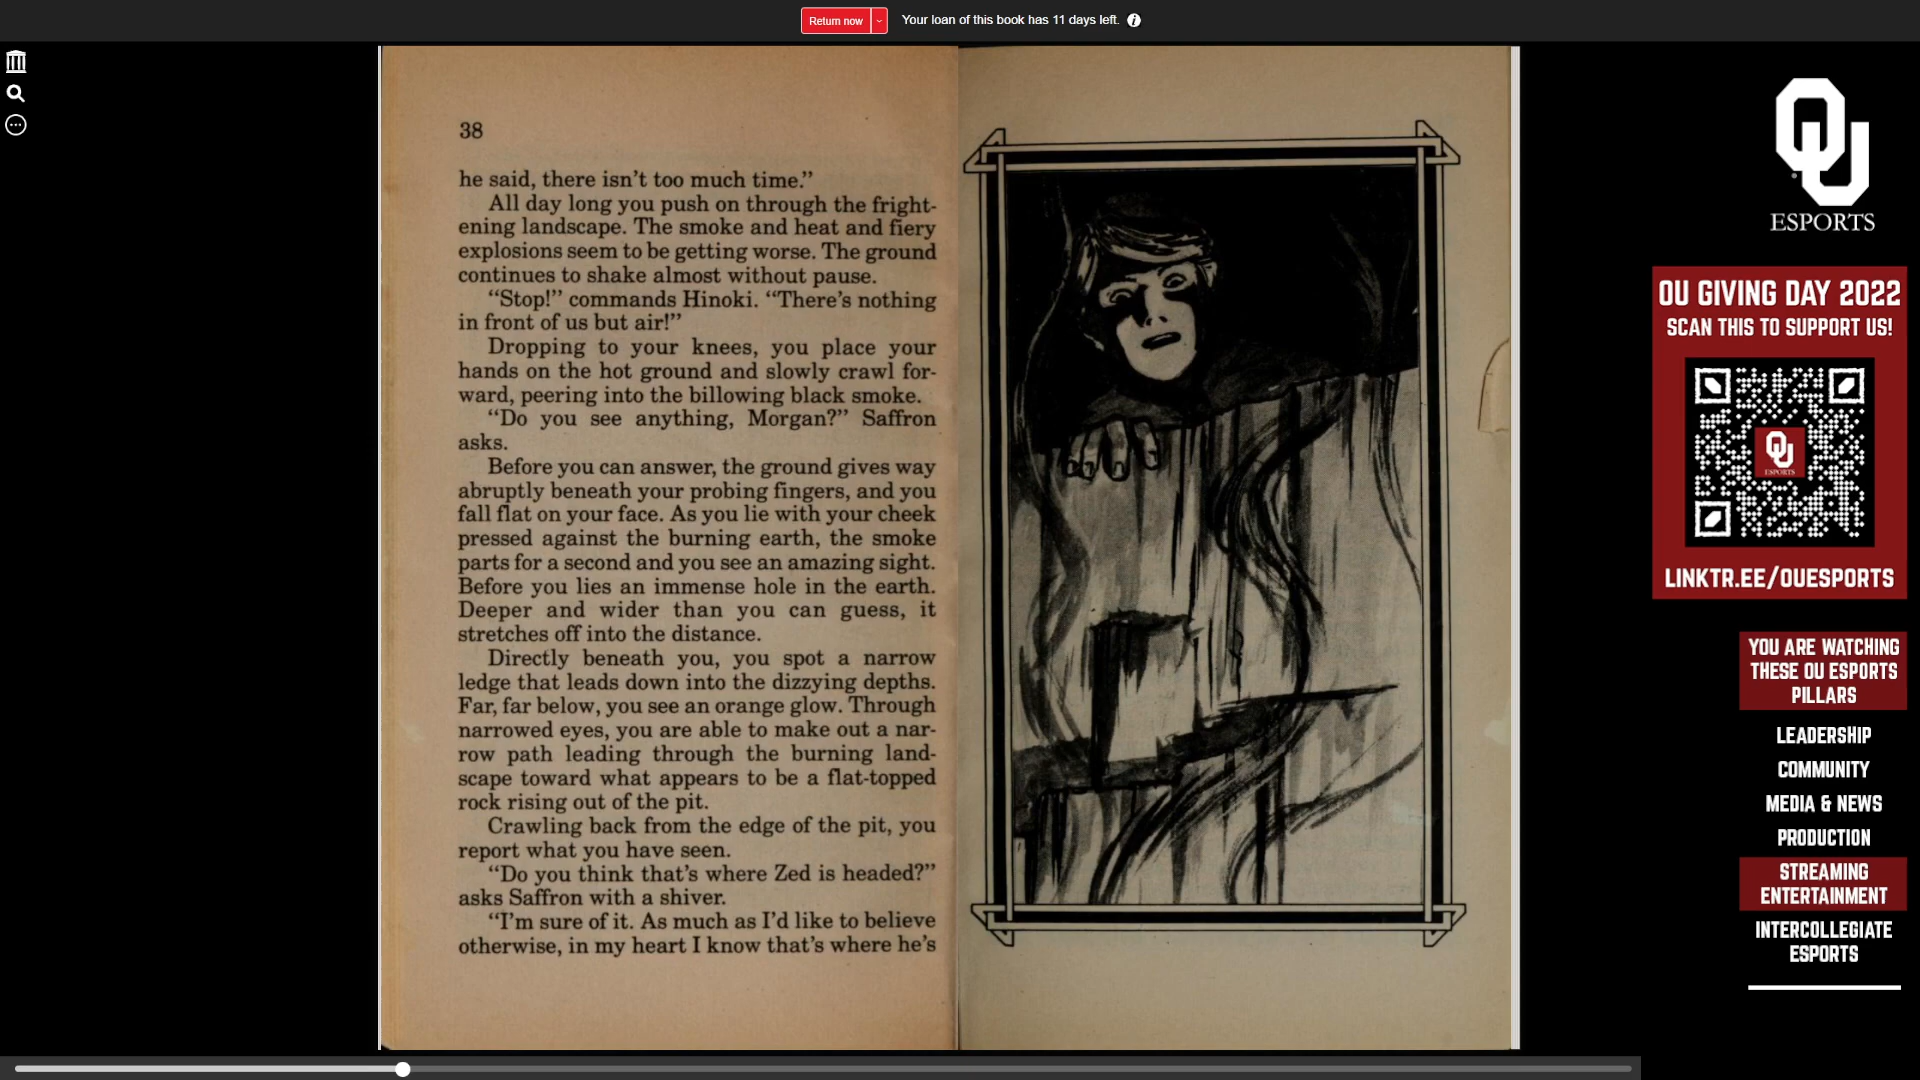 Return now
Your loan of this book has 11 days left.
38
he said, there isn't too much time."
All day long you push on through the fright-
ening landscape. The smoke and heat and fiery
explosions seem to be getting worse. The ground
continues to shake almost without pause.
"Stop!" commands Hinoki. "There's nothing
in front of us but air!"
Dropping to your knees, you place your
hands on the hot ground and slowly crawl for-
ward, peering into the billowing black smoke.
"Do you see anything, Morgan?" Saffron
asks.
Before you can answer, the ground gives way
abruptly beneath your probing fingers, and you
fall flat on your face. As you lie with your cheek
pressed against the burning earth, the smoke
parts for a second and you see an amazing sight.
Before you lies an immense hole in the earth.
Deeper and wider than you can guess, it
stretches off into the distance.
Directly beneath you, you spot a narrow
ledge that leads down into the dizzying depths.
Far, far below, you see an orange glow. Through
narrowed eyes, you are able to make out a nar-
row path leading through the burning land-
scape toward what appears to be a flat-topped
rock rising out of the pit.
Crawling back from the edge of the pit, you
report what you have seen.
"Do you think that's where Zed is headed?"
asks Saffron with a shiver.
"I'm sure of it. As much as I'd like to believe
otherwise, in my heart I know that's where he's
OU
ESPORTS
OU GIVING DAY 2022
SCAN THIS TO SUPPORT US!
OU
ESPORTS
LINKTR.EE/OUESPORTS
YOU ARE WATCHING
THESE OU ESPORTS
PILLARS
LEADERSHIP
COMMUNITY
MEDIA & NEWS
PRODUCTION
STREAMING
ENTERTAINMENT
INTERCOLLEGIATE
ESPORTS